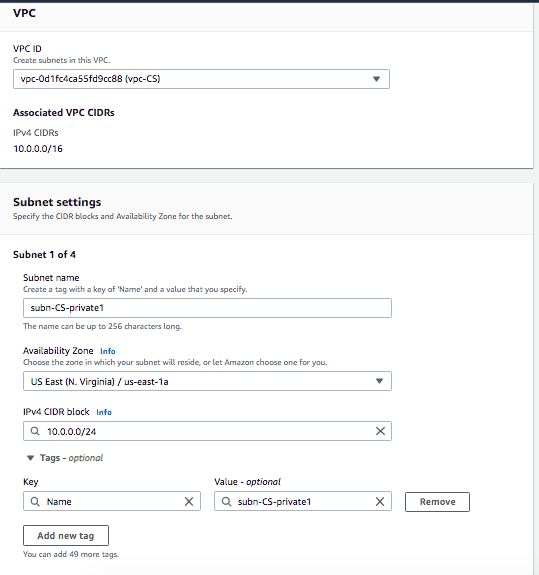 VPC
VPC ID
Create subnets in this VPC.
vpc-0d1fc4ca55fd9cc88 (vpc-CS)
Associated VPC CIDRs
IPv4 CIDRs
10.0.0.0/16
Subnet settings
Specify the CIDR blocks and Availability Zone for the subnet.
Subnet 1 of 4
Subnet name
Create a tag with a key of 'Name' and a value that you specify.
subn-CS-private1
The name can be up to 256 characters long.
Availability Zone Info
Choose the zone in which your subnet will reside, or let Amazon choose one for you.
US East (N. Virginia) / us-east-1a
IPv4 CIDR block Info
10.0.0.0/24
Tags - optional
Key Value - optional
Name subn-CS-private1 Remove
Add new tag
You can add 49 more tags.